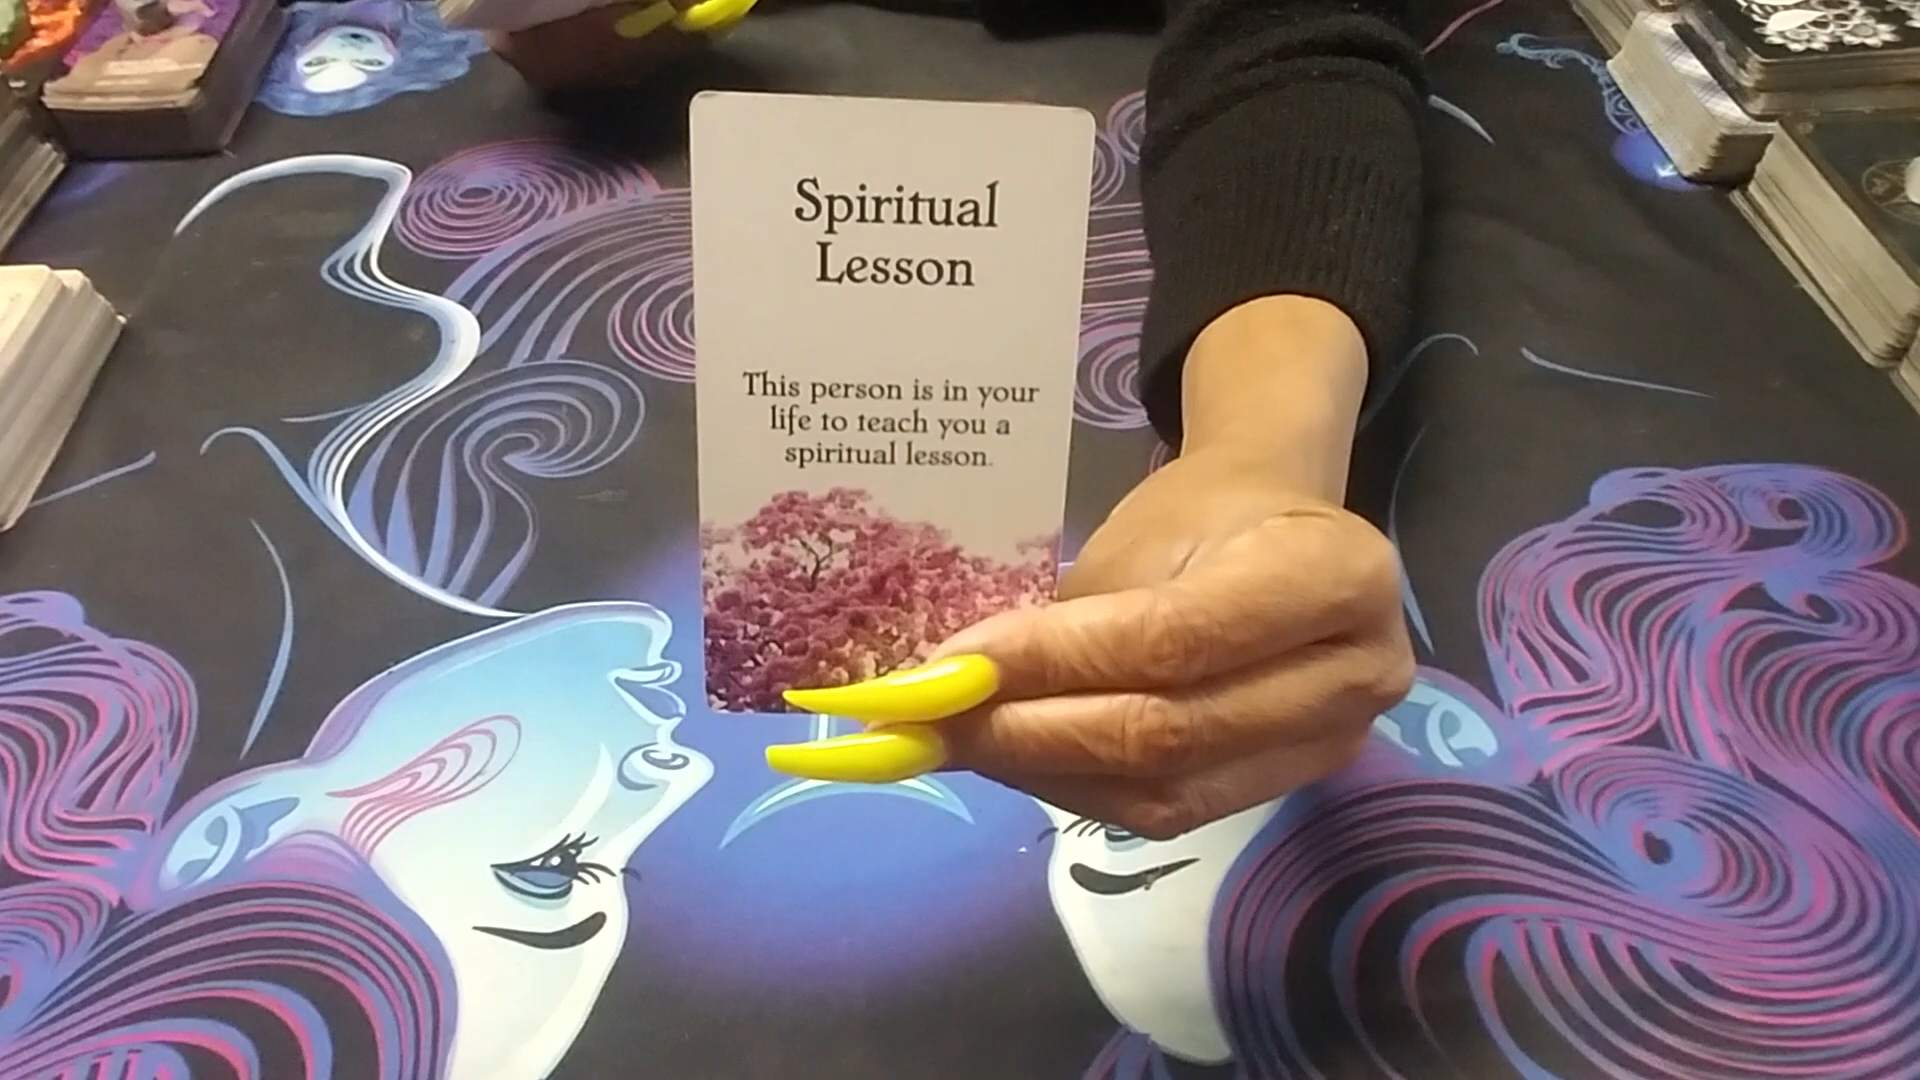 Spiritual
Lesson
This person is in your
life to teach you a
spiritual lesson.